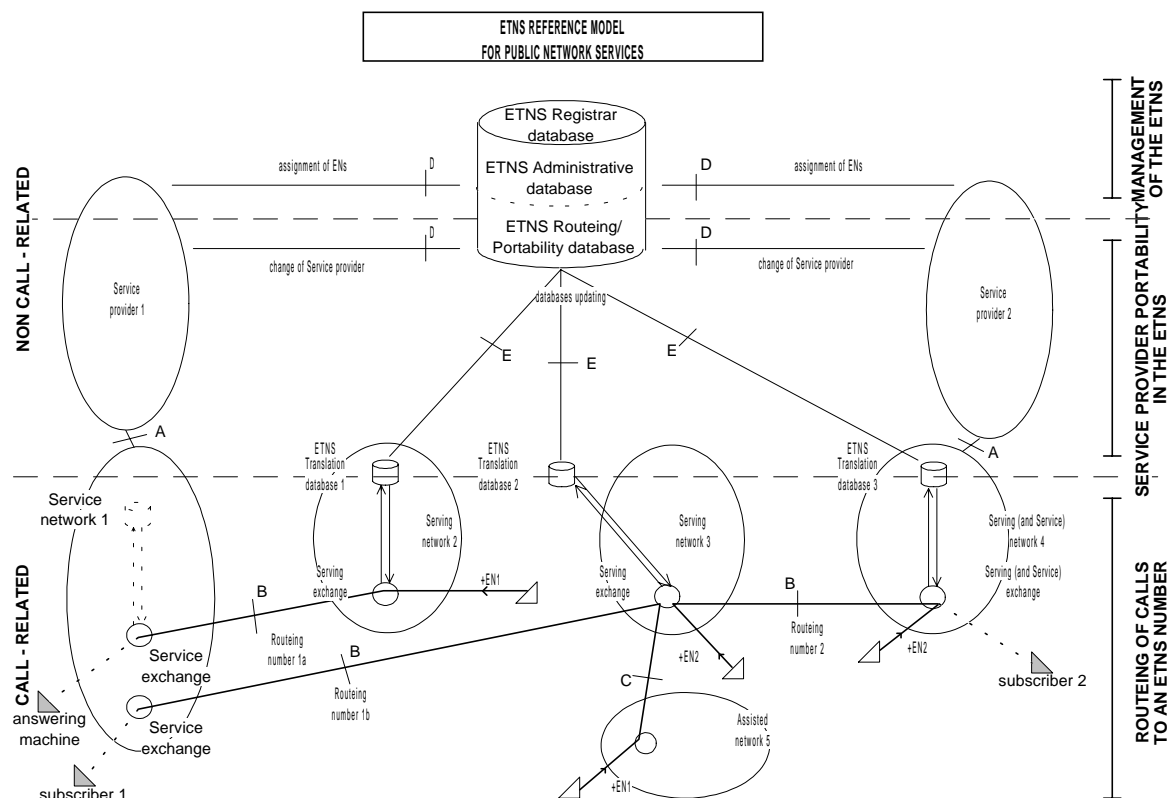 ETNS REFERENCE MODEL
FOR PUBLIC NETWORK SERVICES
ETNS Registrar
database
ETNS Administrative
database
ETNS Routeing/
Portability database
assignment of ENs
D
D
assignment of ENs
D
D
change of Service provider
change of Service provider
databases updating
Service
provider 1
Service
provider 2
NON CALL - RELATED
CALL - RELATED
MANAGEMENT
OF THE ETNS
SERVICE PROVIDER PORTABILITY
IN THE ETNS
ROUTEING OF CALLS
TO AN ETNS NUMBER
E
E
E
A
A
ETNS
Translation
database 1
ETNS
Translation
database 2
ETNS
Translation
database 3
Service
network 1
Serving
network 2
Serving
network 3
Serving (and Service)
network 4
Serving
exchange
Serving
exchange
Serving (and Service)
exchange
B
+EN1
B
Routeing
number 1a
Service
exchange
B
Routeing
number 1b
+EN2
Routeing
number 2
+EN2
C
subscriber 2
answering
machine
Service
exchange
Assisted
network 5
+EN1
subscriber 1